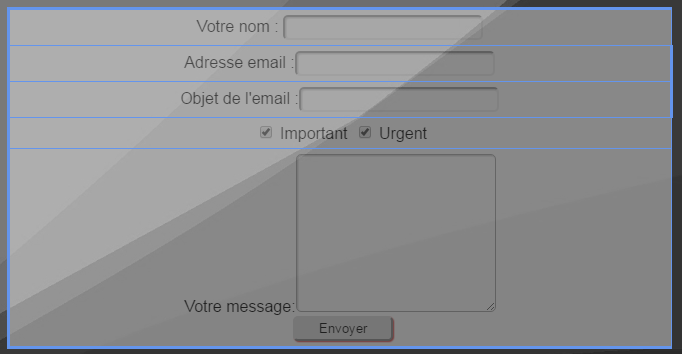 Votre nom :
Adresse email :
Objet de l'email :
Important Urgent
Votre message:
Envoyer